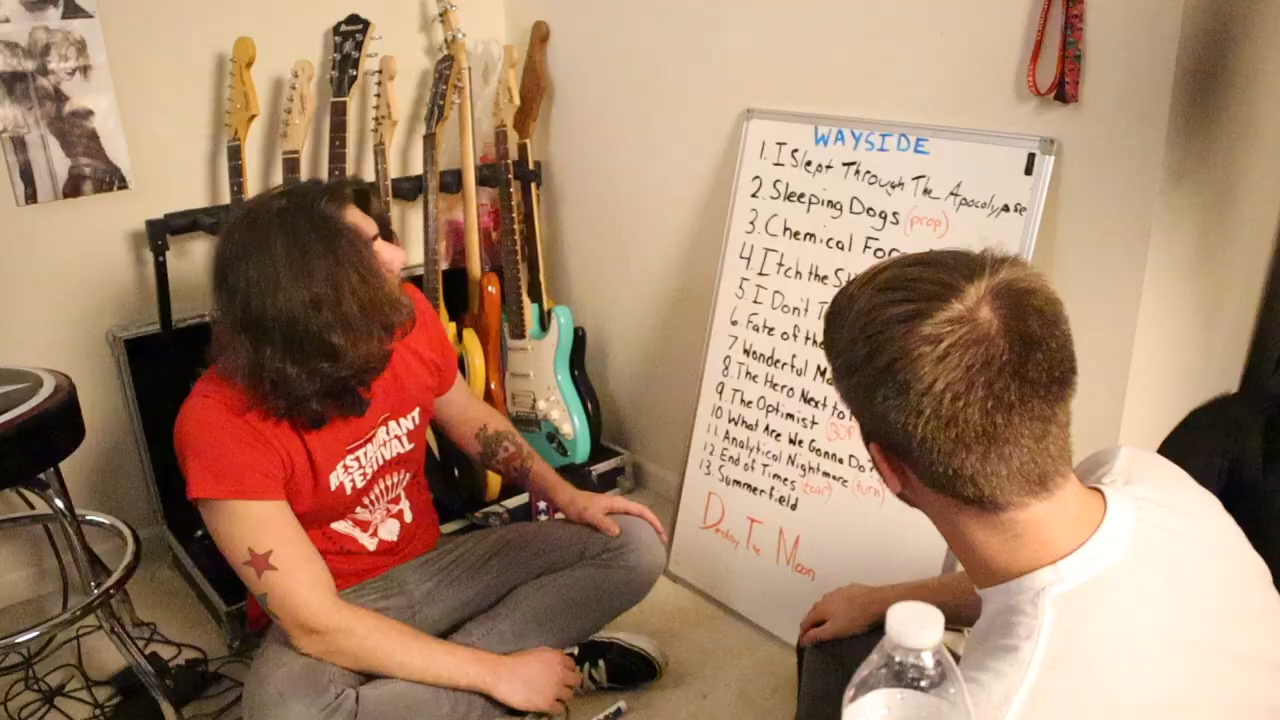 WAYSIDE
1. I Slept Through The Apocolypse
2. Sleeping Dogs (prop)
3. Chemical
4. Itch the
5. I Don't
6. Fate of the
7 Wonderful
8. The Hero Next to
9. The Optimist
10 What Are We Gonna Do?
11. Analytical Nightmare (turn)
12. End of Times (tear)
13. Summerfield
Destroy The Moon
RESTAURANT
FESTIVAL